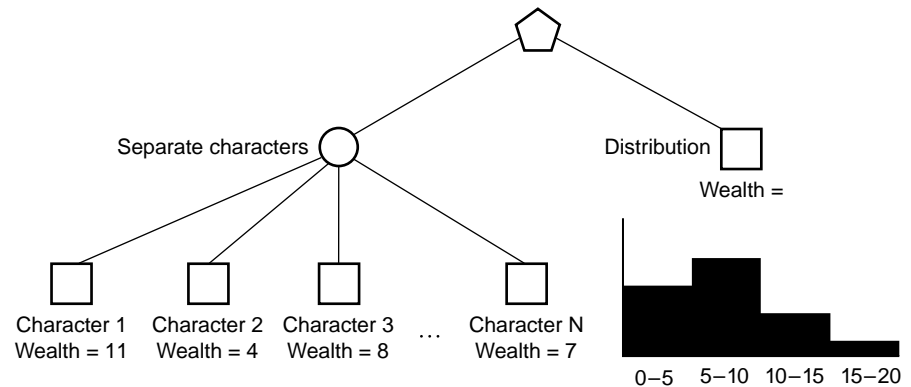 Separate characters
Distribution
Wealth =
Character 1
Wealth = 11
Character 2
Wealth = 4
Character 3
Wealth = 8
...
Character N
Wealth = 7
0–5
5–10
10–15
15–20